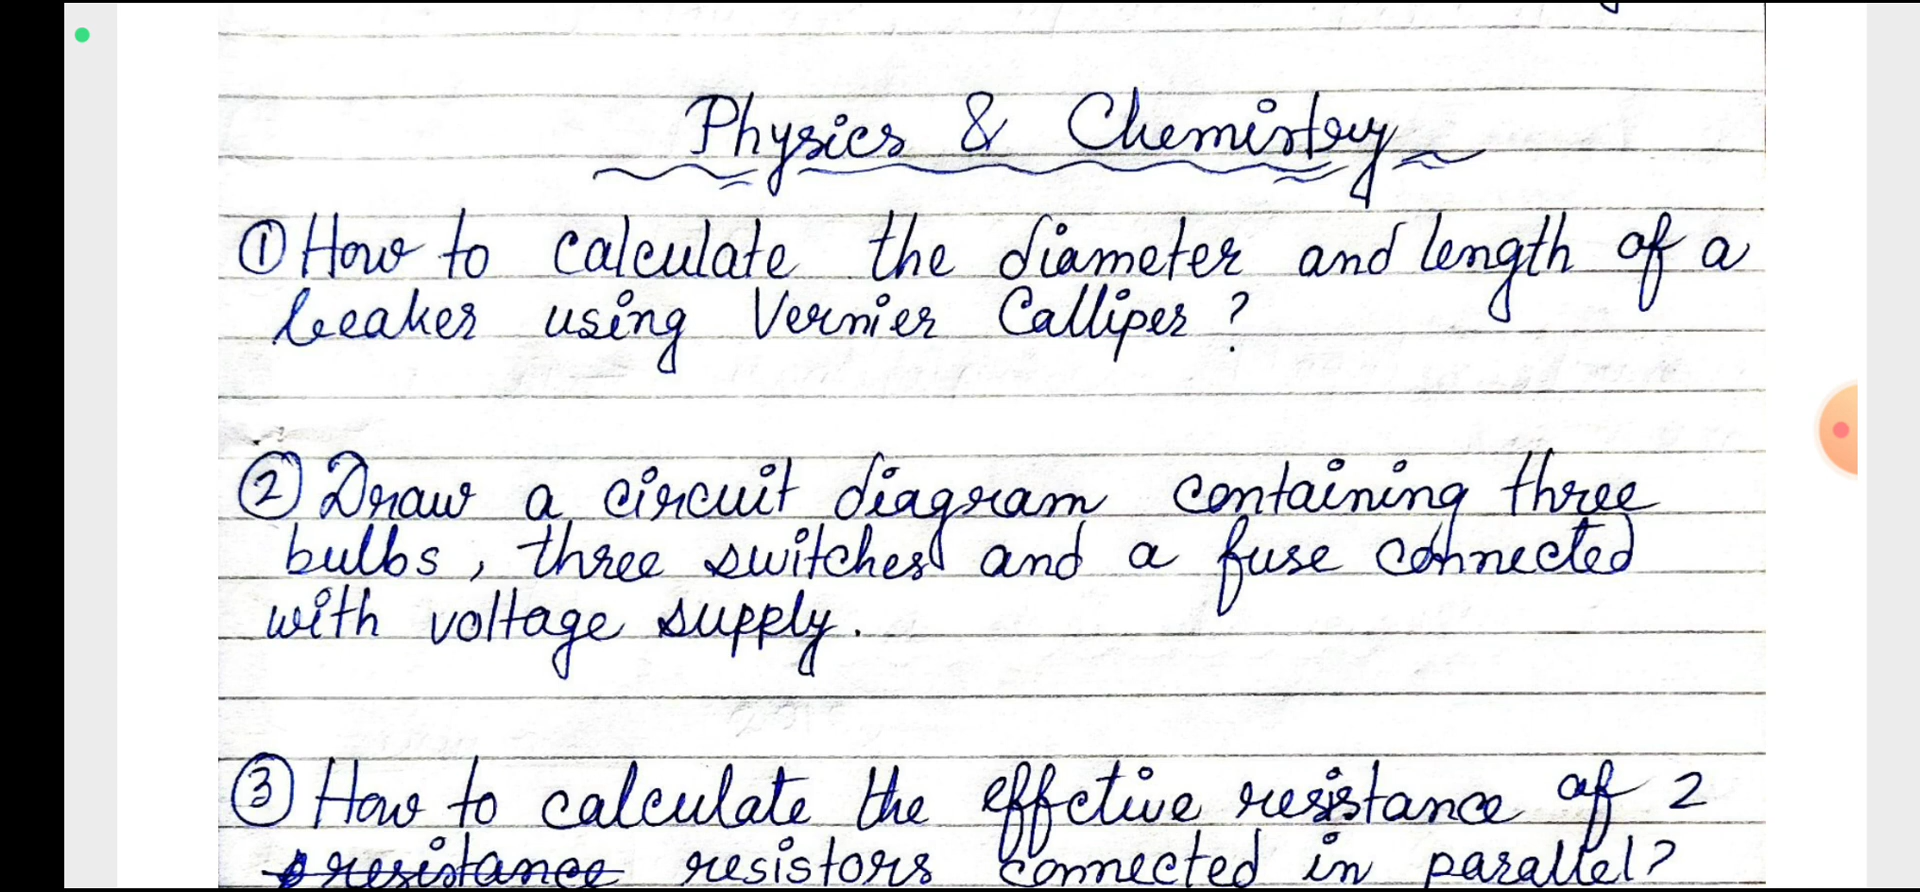 Physics & Chemistry
① How to calculate the diameter and length of a
beaker using Vernier Calliper ?
② Draw a circuit diagram containing three
bulbs , three switches and a fuse connected
with voltage supply .
③ How to calculate the effctive resistance of 2
resistance resistors connected in parallel ?